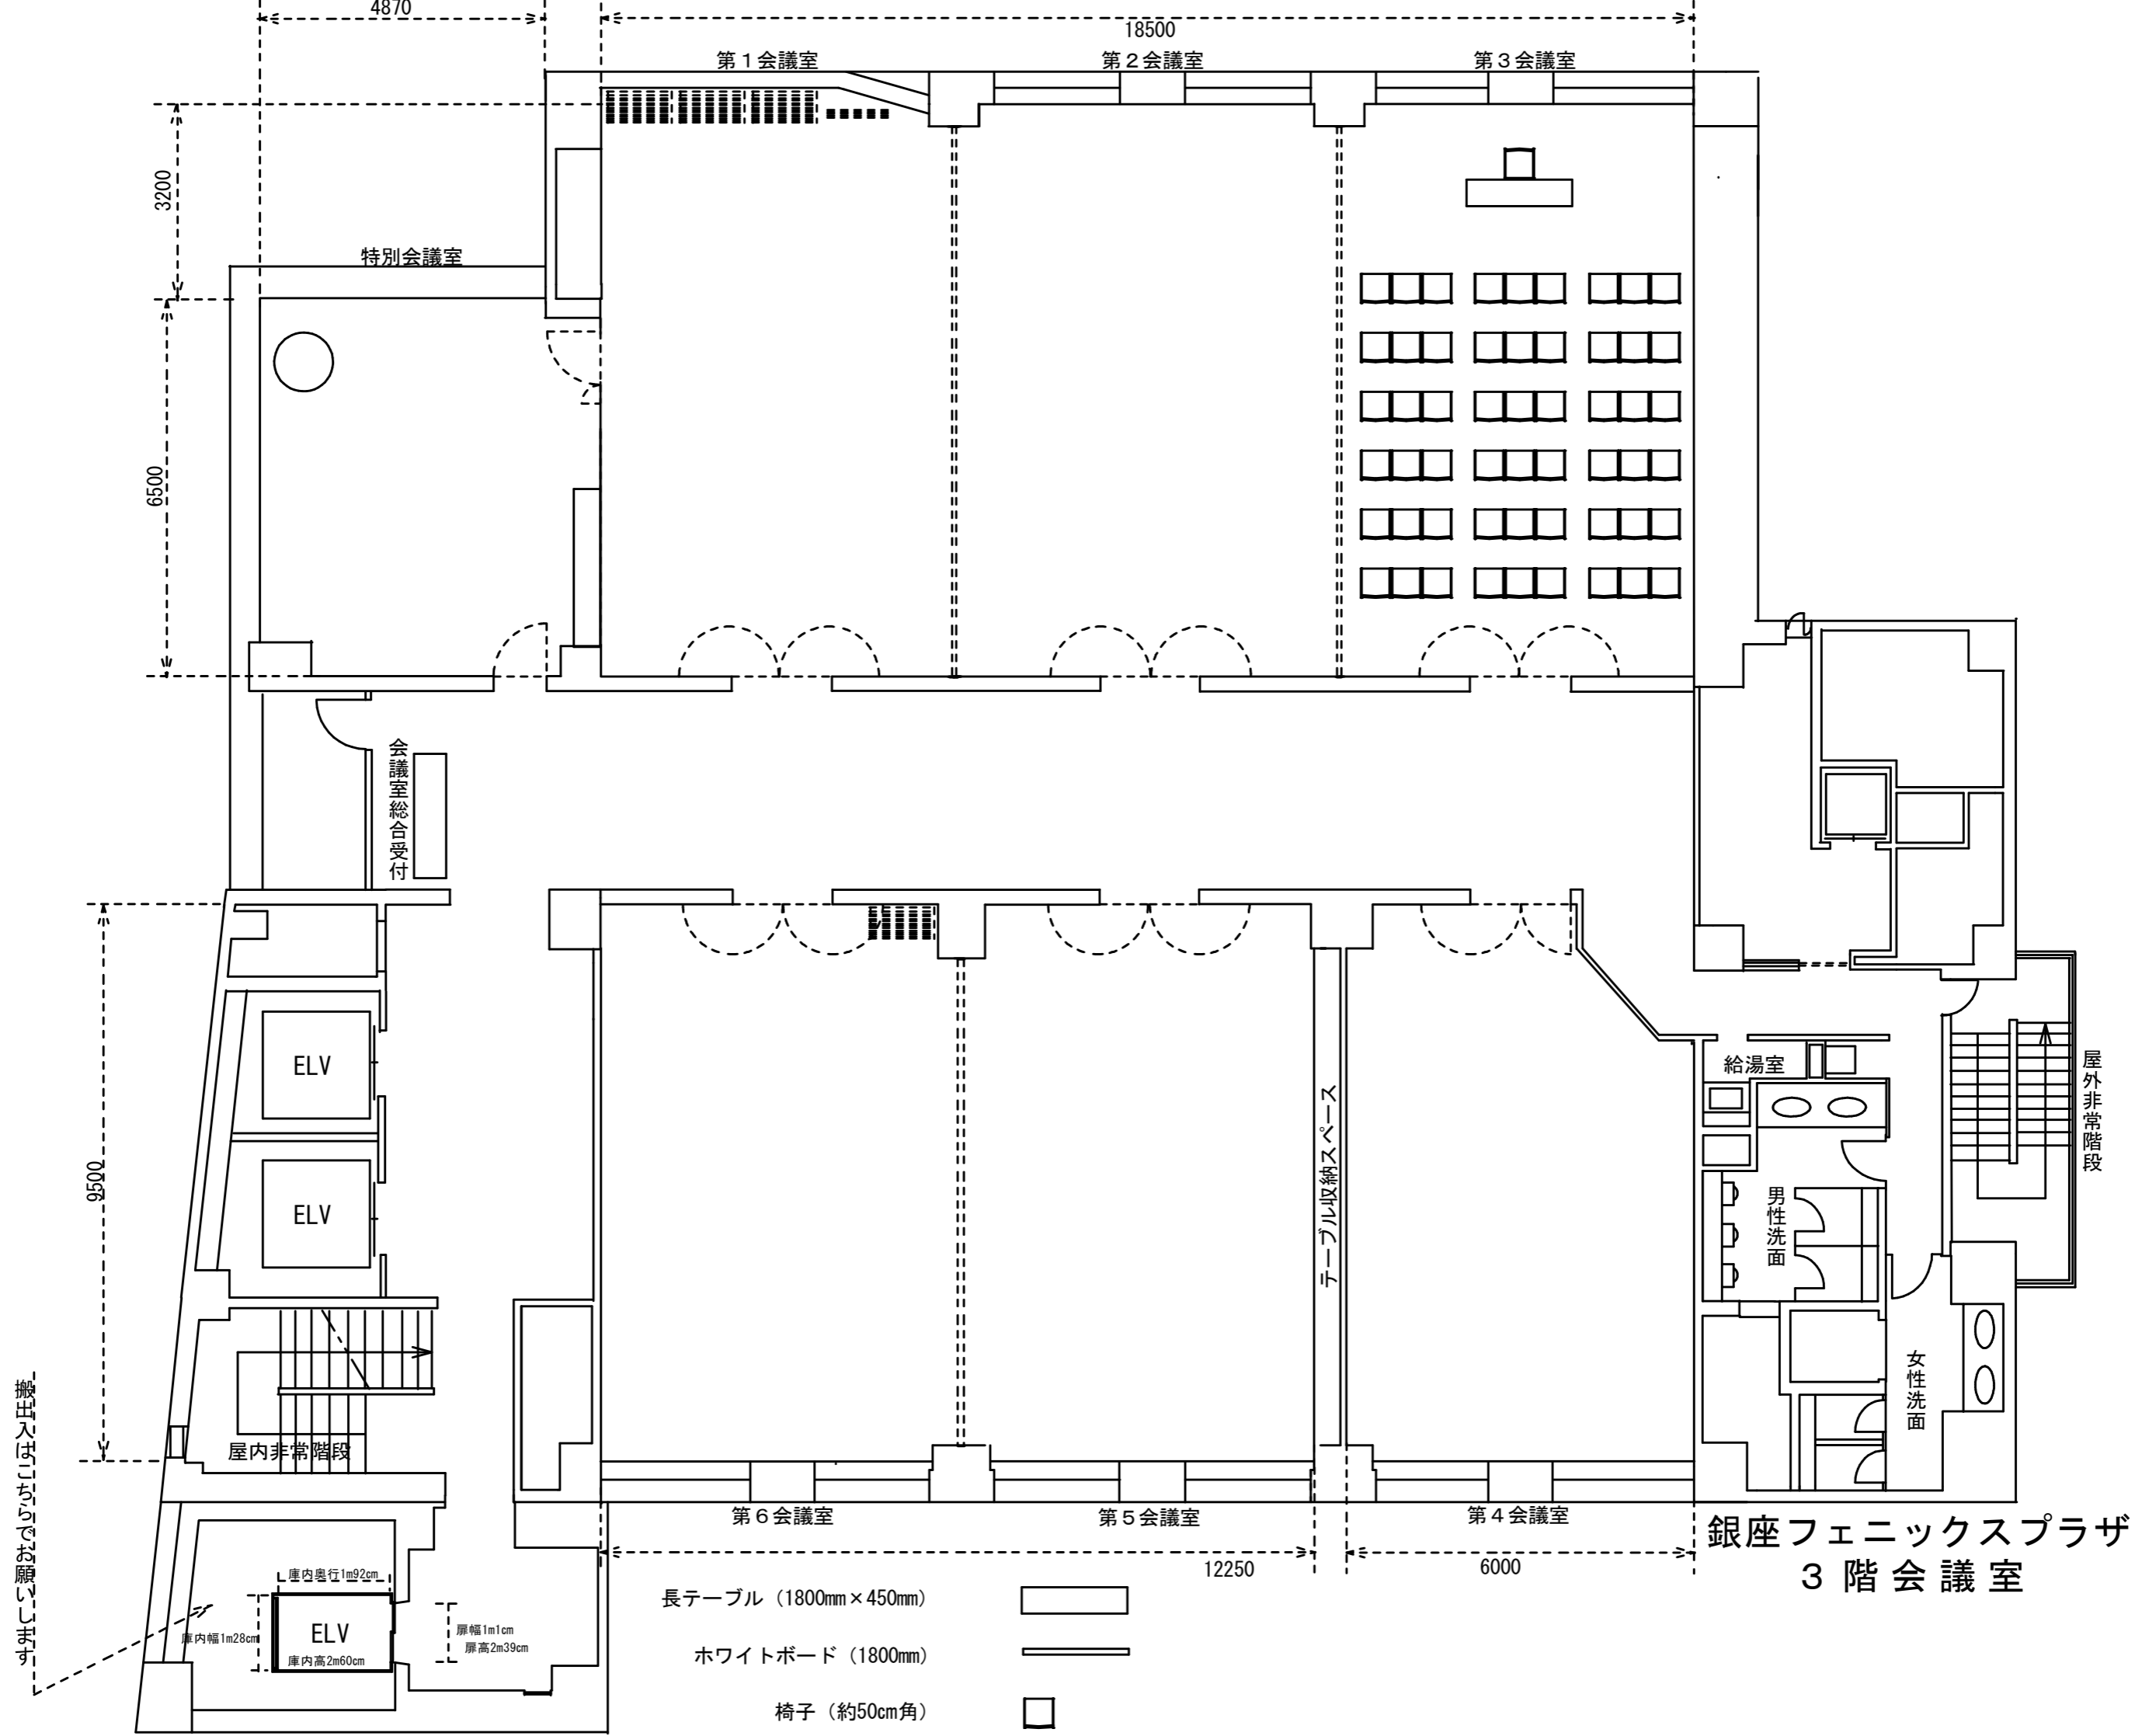 4870
18500
第１会議室
第２会議室
第３会議室
3200
特別会議室
6500
会議室総合受付
9500
ELV
ELV
給湯室
屋外非常階段
テーブル収納スペース
男性洗面
女性洗面
屋内非常階段
搬出入はこちらでお願いします
第６会議室
第５会議室
第４会議室
12250
6000
銀座フェニックスプラザ
３階会議室
庫内奥行1m92cm
庫内幅1m28cm
ELV
庫内高2m60cm
扉幅1m1cm
扉高2m39cm
長テーブル（1800mm×450mm）
ホワイトボード（1800mm）
椅子（約50cm角）